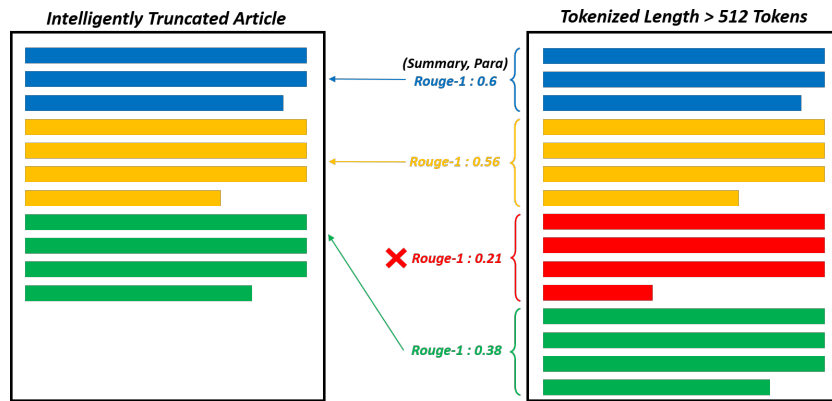 Intelligently Truncated Article
Tokenized Length > 512 Tokens
(Summary, Para)
Rouge-1 : 0.6
Rouge-1 : 0.56
Rouge-1 : 0.21
Rouge-1 : 0.38